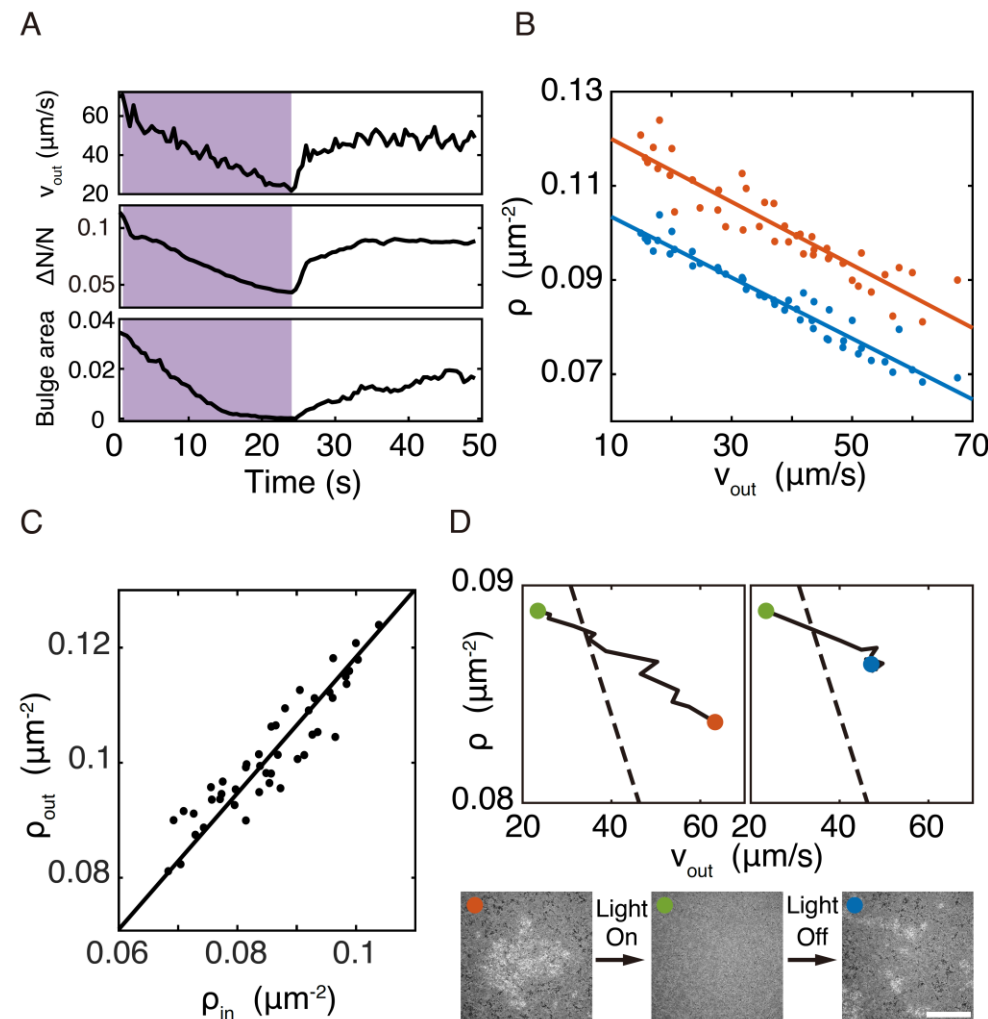 A
60
40
20
v_out (μm/s)
0.1
0.05
ΔN/N
0.04
0.02
0
Bulge area
0 10 20 30 40 50
Time (s)
B
0.13
0.11
0.09
0.07
ρ (μm⁻²)
10 30 50 70
v_out (μm/s)
C
0.12
0.1
0.08
ρ_out (μm⁻²)
0.06 0.08 0.1
ρ_in (μm⁻²)
D
0.09
0.08
ρ (μm⁻²)
20 40 60 20 40 60
v_out (μm/s)
Light On
Light Off